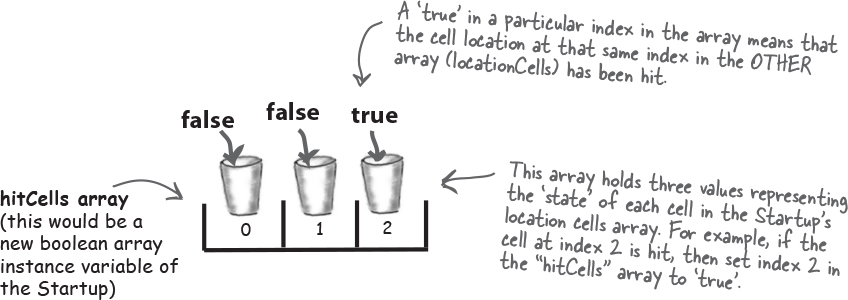 A 'true' in a particular index in the array means that
the cell location at that same index in the OTHER
array (locationCells) has been hit.
false
false
true
hitCells array
(this would be a
new boolean array
instance variable of
the Startup)
0
1
2
This array holds three values representing
the 'state' of each cell in the Startup's
location cells array. For example, if the
cell at index 2 is hit, then set index 2 in
the "hitCells" array to 'true'.